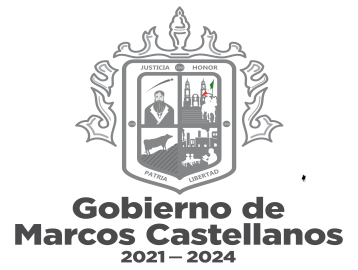 JUSTICIA HONOR
PATRIA LIBERTAD
Gobierno de
Marcos Castellanos
2021 — 2024